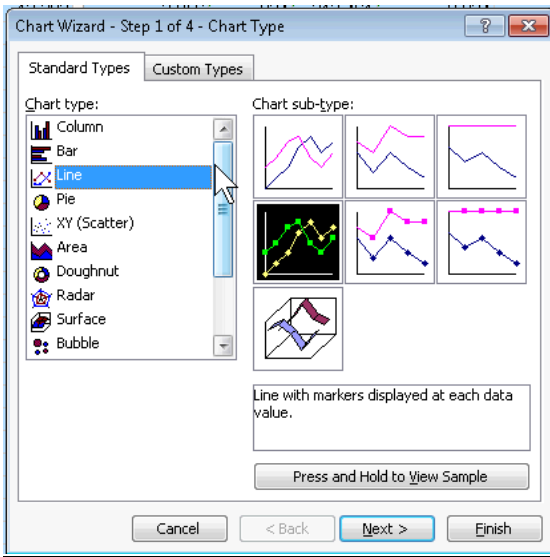 Chart Wizard - Step 1 of 4 - Chart Type
Standard Types
Custom Types
Chart type:
Column
Bar
Line
Pie
XY (Scatter)
Area
Doughnut
Radar
Surface
Bubble
Chart sub-type:
Line with markers displayed at each data
value.
Press and Hold to View Sample
Cancel
< Back
Next >
Finish